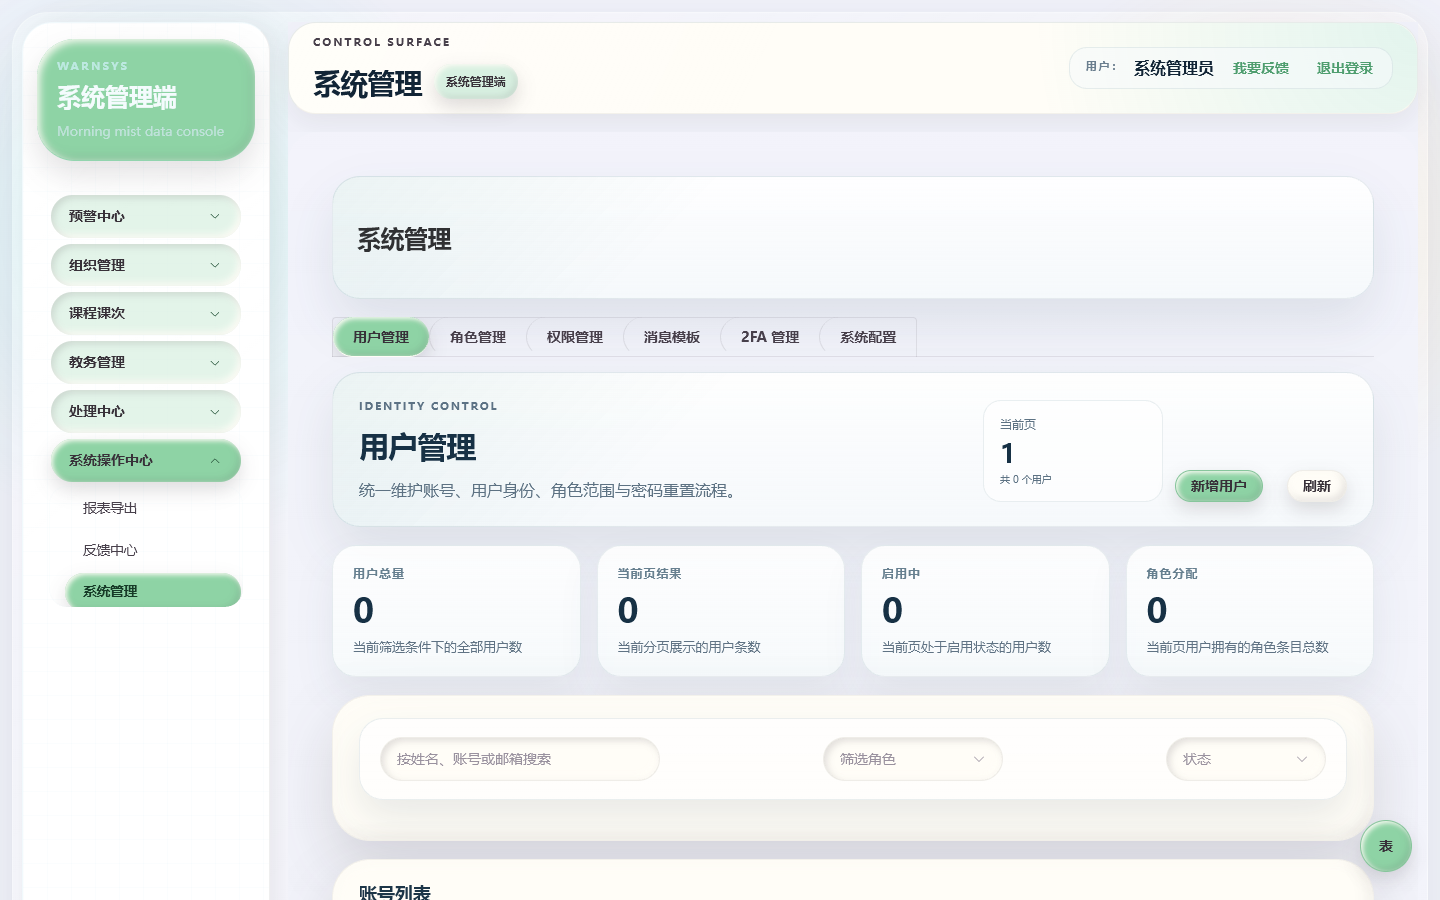 WARNSYS
系统管理端
Morning mist data console
预警中心
组织管理
课程课次
教务管理
处理中心
系统操作中心
报表导出
反馈中心
系统管理
CONTROL SURFACE
系统管理 系统管理端
用户： 系统管理员 我要反馈 退出登录
系统管理
用户管理 角色管理 权限管理 消息模板 2FA 管理 系统配置
IDENTITY CONTROL
用户管理
统一维护账号、用户身份、角色范围与密码重置流程。
当前页
1
共 0 个用户
新增用户 刷新
用户总量
0
当前筛选条件下的全部用户数
当前页结果
0
当前分页展示的用户条数
启用中
0
当前页处于启用状态的用户数
角色分配
0
当前页用户拥有的角色条目总数
按姓名、账号或邮箱搜索 筛选角色 状态
表
账号列表